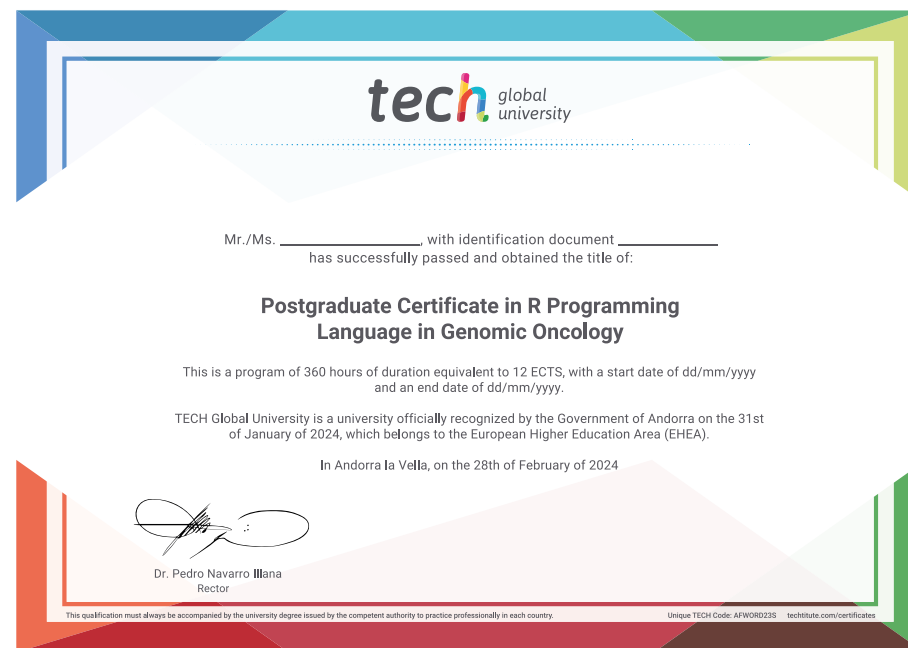 tech global
university
Mr./Ms. ____________, with identification document ____________
has successfully passed and obtained the title of:
Postgraduate Certificate in R Programming
Language in Genomic Oncology
This is a program of 360 hours of duration equivalent to 12 ECTS, with a start date of dd/mm/yyyy
and an end date of dd/mm/yyyy.
TECH Global University is a university officially recognized by the Government of Andorra on the 31st
of January of 2024, which belongs to the European Higher Education Area (EHEA).
In Andorra la Vella, on the 28th of February of 2024
Dr. Pedro Navarro Illana
Rector
This qualification must always be accompanied by the university degree issued by the competent authority to practice professionally in each country.
Unique TECH Code: AFWORD23S techtitute.com/certificates